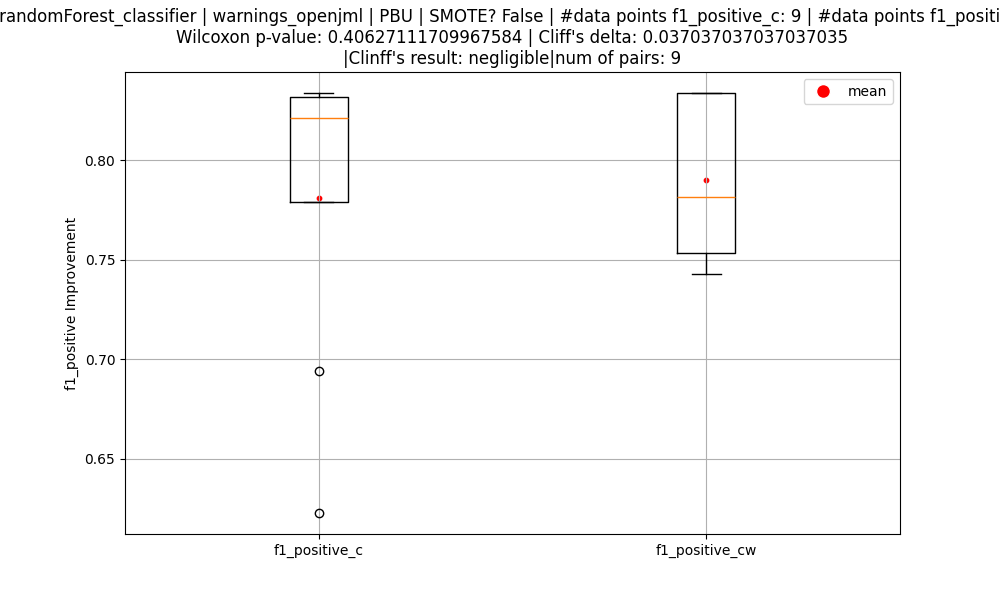 randomForest_classifier | warnings_openjml | PBU | SMOTE? False | #data points f1_positive_c: 9 | #data points f1_positi
Wilcoxon p-value: 0.40627111709967584 | Cliff's delta: 0.037037037037037035
|Clinff's result: negligible|num of pairs: 9
mean
0.80
0.75
0.70
0.65
f1_positive Improvement
f1_positive_c
f1_positive_cw